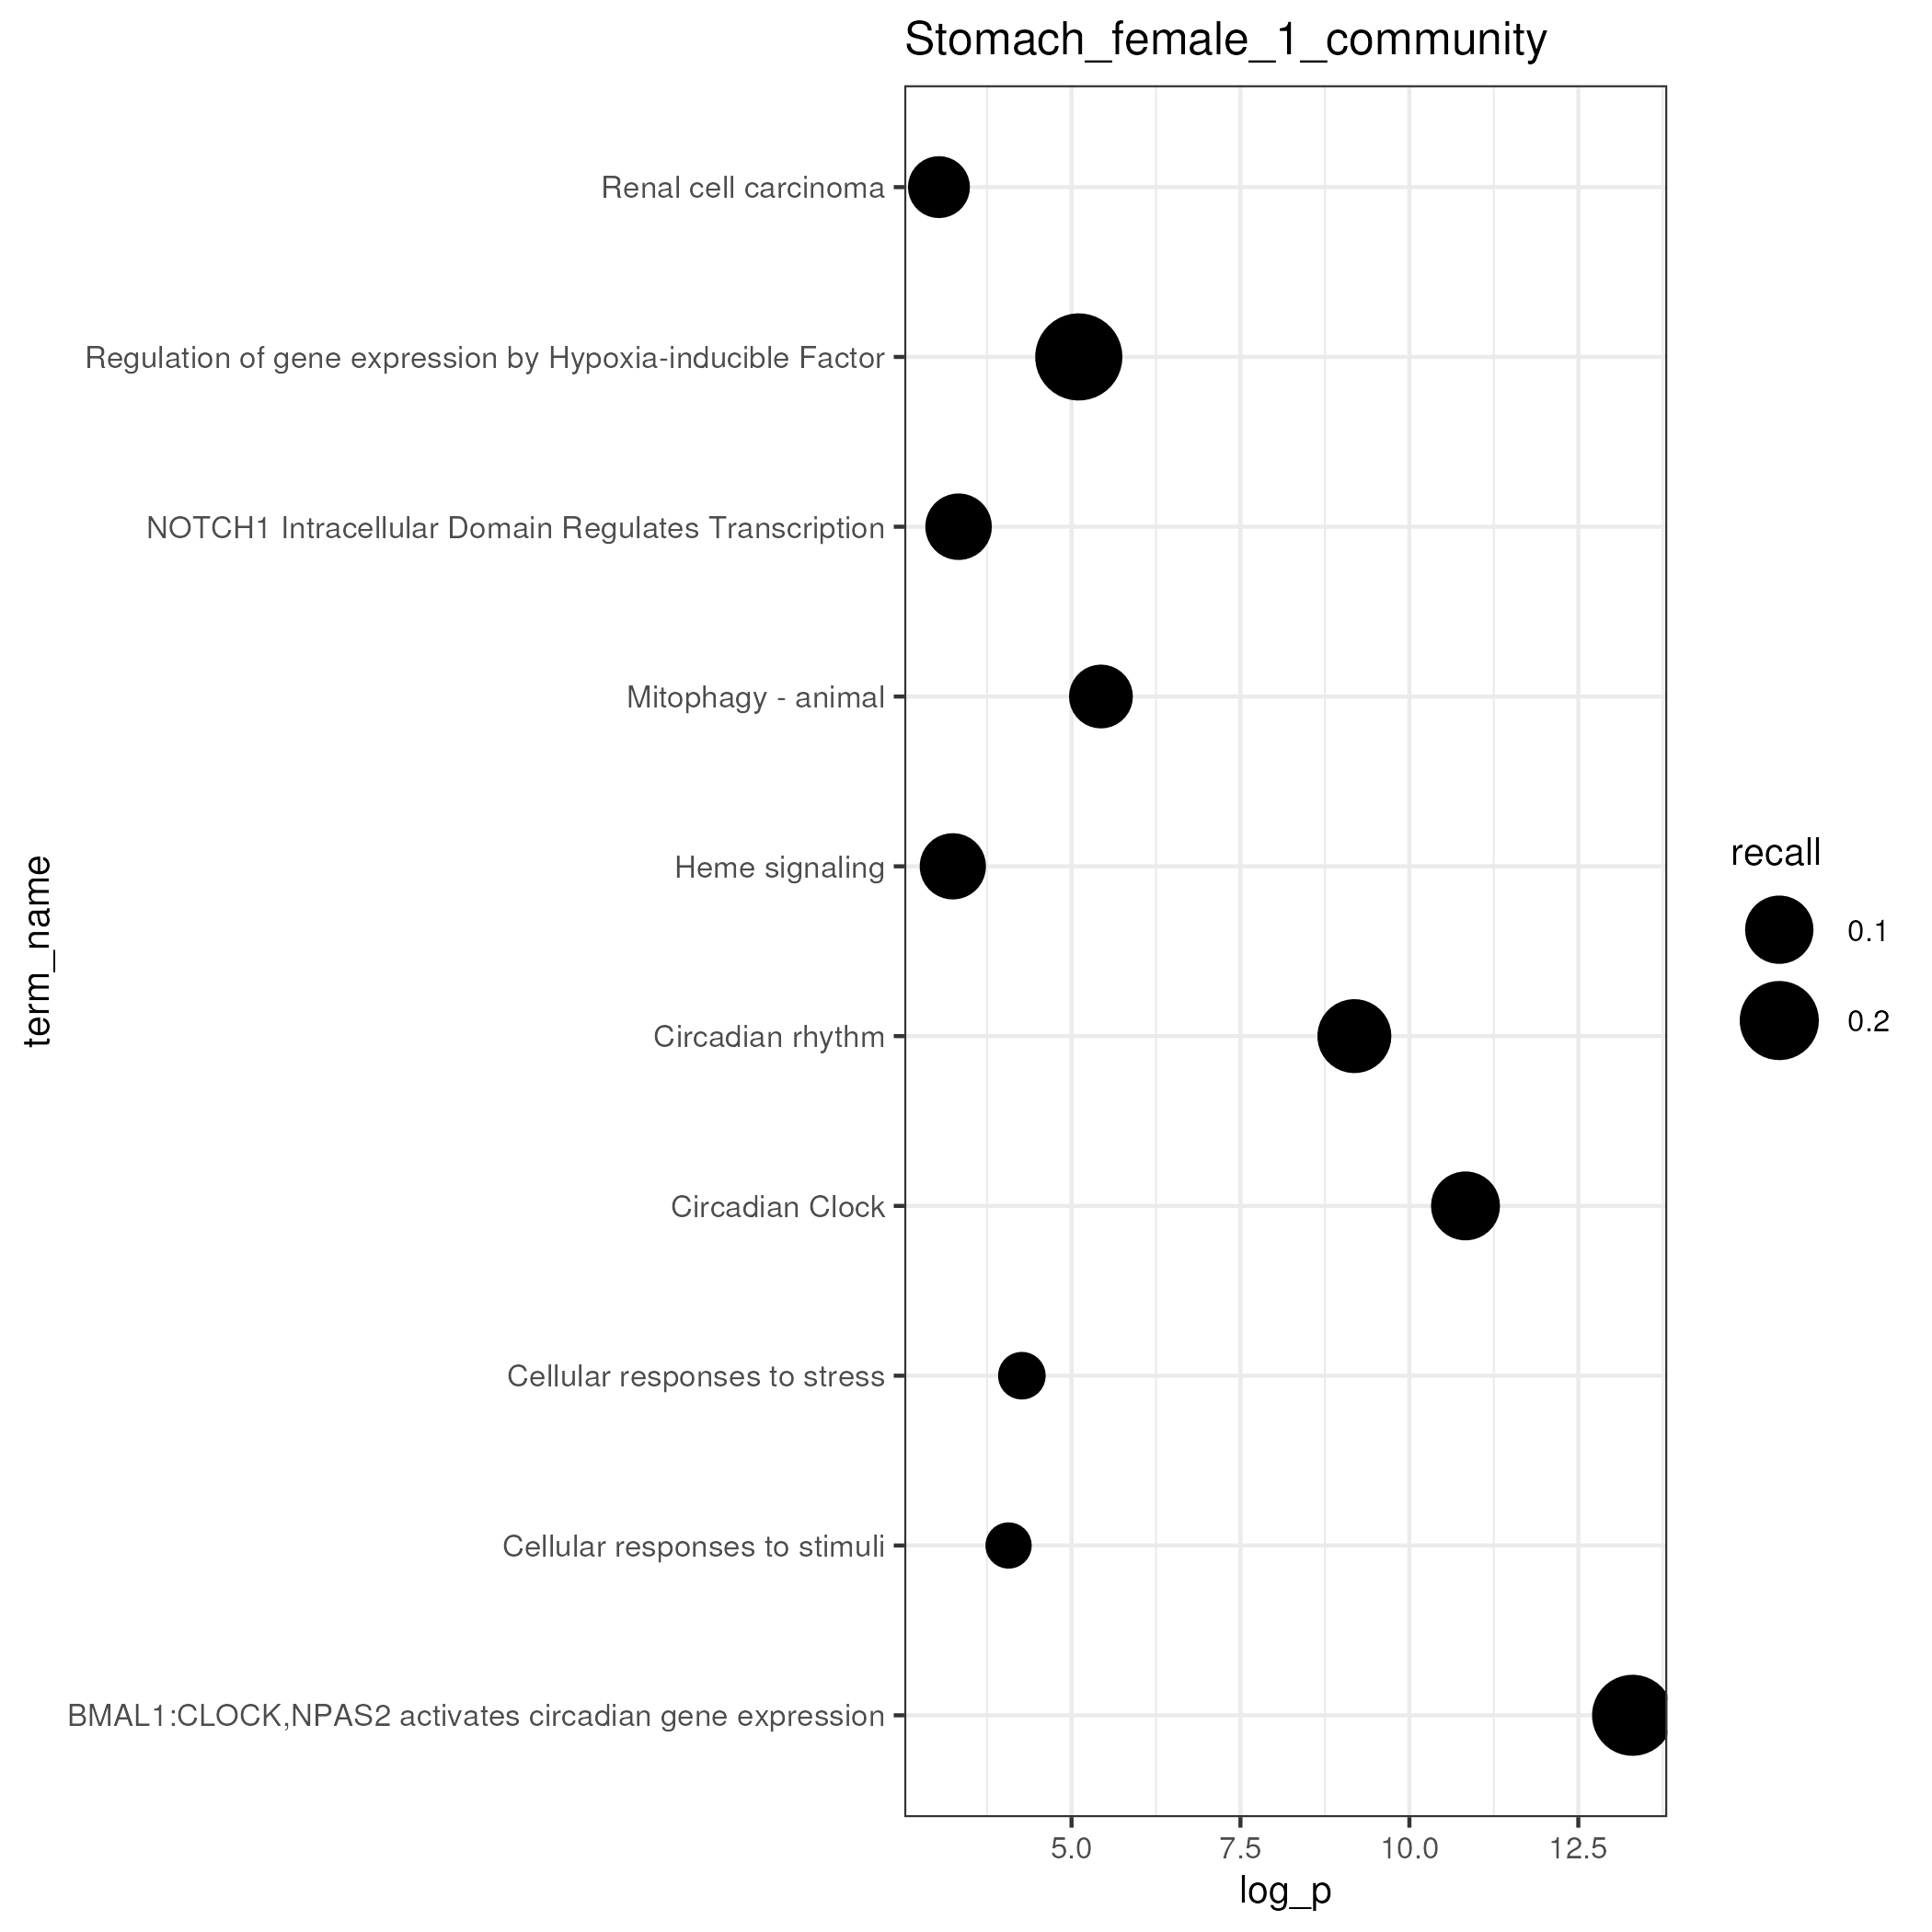 Stomach_female_1_community
Renal cell carcinoma
Regulation of gene expression by Hypoxia-inducible Factor
NOTCH1 Intracellular Domain Regulates Transcription
Mitophagy - animal
Heme signaling
Circadian rhythm
Circadian Clock
Cellular responses to stress
Cellular responses to stimuli
BMAL1:CLOCK,NPAS2 activates circadian gene expression
term_name
5.0 7.5 10.0 12.5
log_p
recall
0.1
0.2